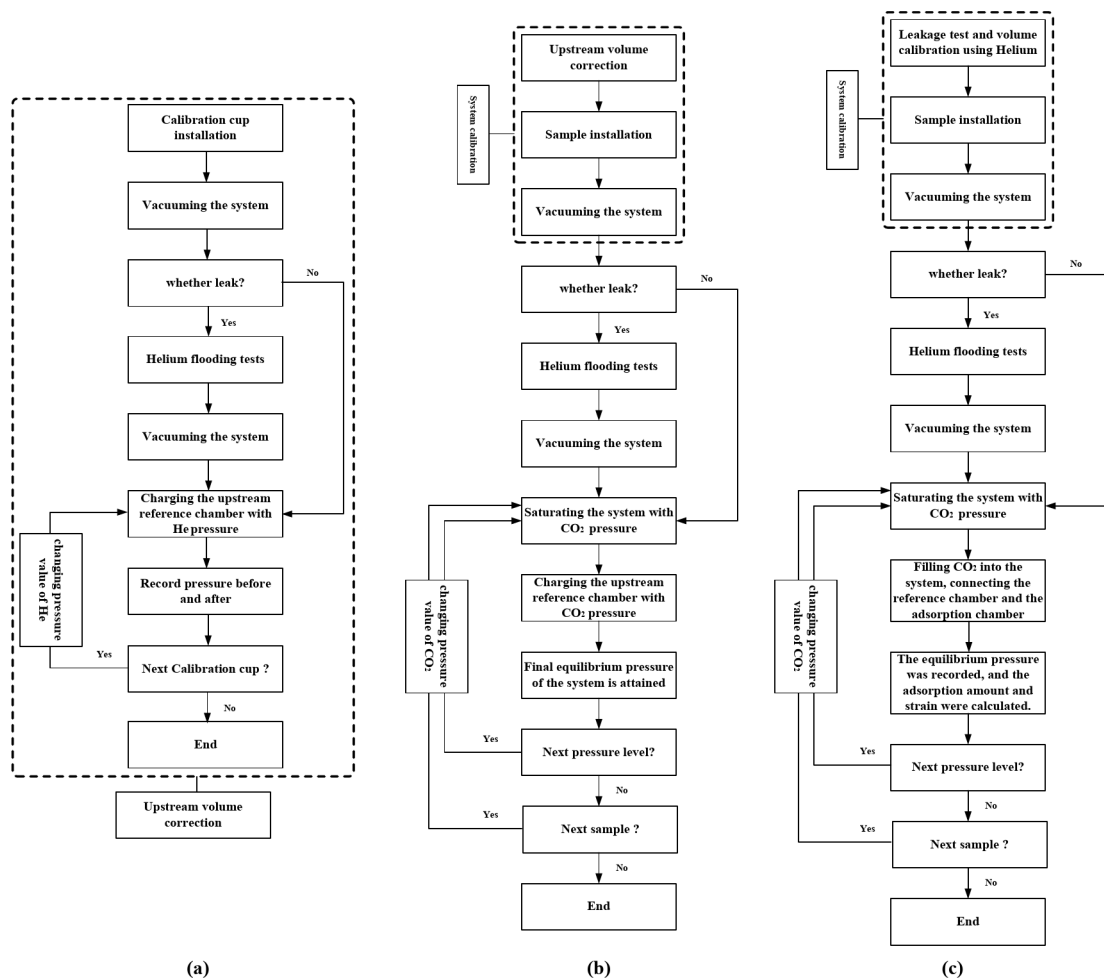 Calibration cup
installation
Vacuuming the system
whether leak?
No
Yes
Helium flooding tests
Vacuuming the system
Charging the upstream
reference chamber with
He pressure
changing pressure
value of He
Record pressure before
and after
Yes
Next Calibration cup ?
No
End
Upstream volume
correction
(a)
Upstream volume
correction
System calibration
Sample installation
Vacuuming the system
whether leak?
No
Yes
Helium flooding tests
Vacuuming the system
Saturating the system with
CO₂ pressure
changing pressure
value of CO₂
Charging the upstream
reference chamber with
CO₂ pressure
Final equilibrium pressure
of the system is attained
Yes
Next pressure level?
No
Yes
Next sample ?
No
End
(b)
Leakage test and volume
calibration using Helium
System calibration
Sample installation
Vacuuming the system
whether leak?
No
Yes
Helium flooding tests
Vacuuming the system
Saturating the system with
CO₂ pressure
changing pressure
value of CO₂
Filling CO₂ into the
system, connecting the
reference chamber and the
adsorption chamber
The equilibrium pressure
was recorded, and the
adsorption amount and
strain were calculated.
Yes
Next pressure level?
No
Yes
Next sample ?
No
End
(c)